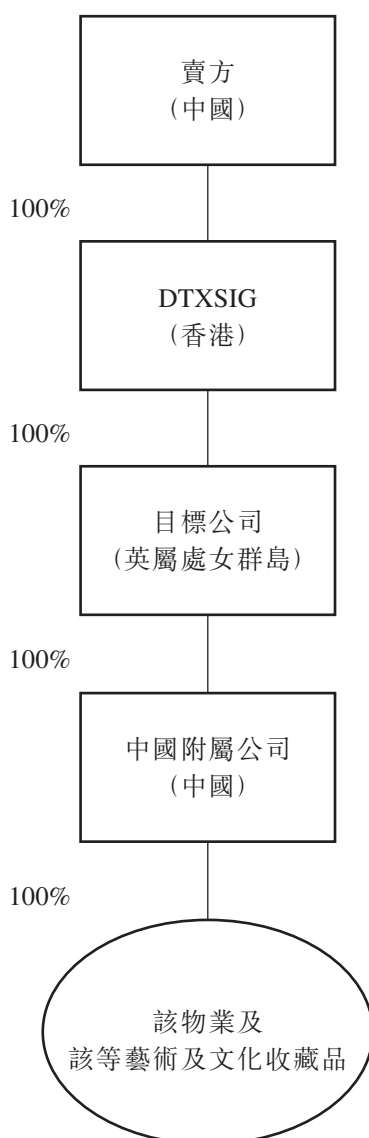 賣方
(中國)
100%
DTXSIG
(香港)
100%
目標公司
(英屬處女群島)
100%
中國附屬公司
(中國)
100%
該物業及
該等藝術及文化收藏品